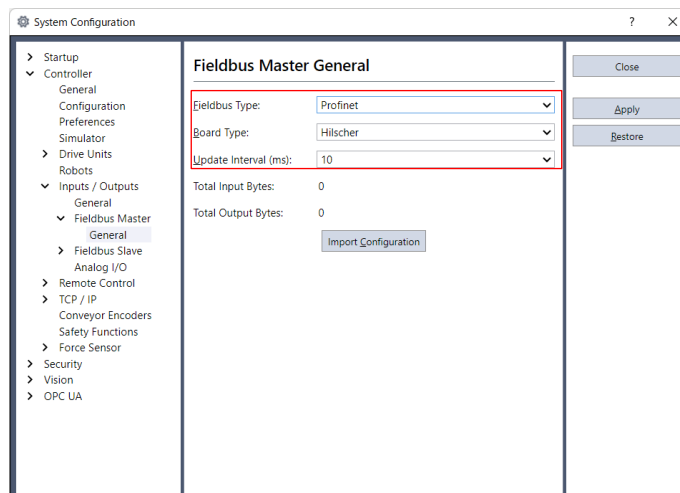 System Configuration
?
Startup
Controller
General
Configuration
Preferences
Simulator
Drive Units
Robots
Inputs / Outputs
General
Fieldbus Master
General
Fieldbus Slave
Analog I/O
Remote Control
TCP / IP
Conveyor Encoders
Safety Functions
Force Sensor
Security
Vision
OPC UA
Fieldbus Master General
Fieldbus Type: Profinet
Board Type: Hilscher
Update Interval (ms): 10
Total Input Bytes: 0
Total Output Bytes: 0
Import Configuration
Close
Apply
Restore